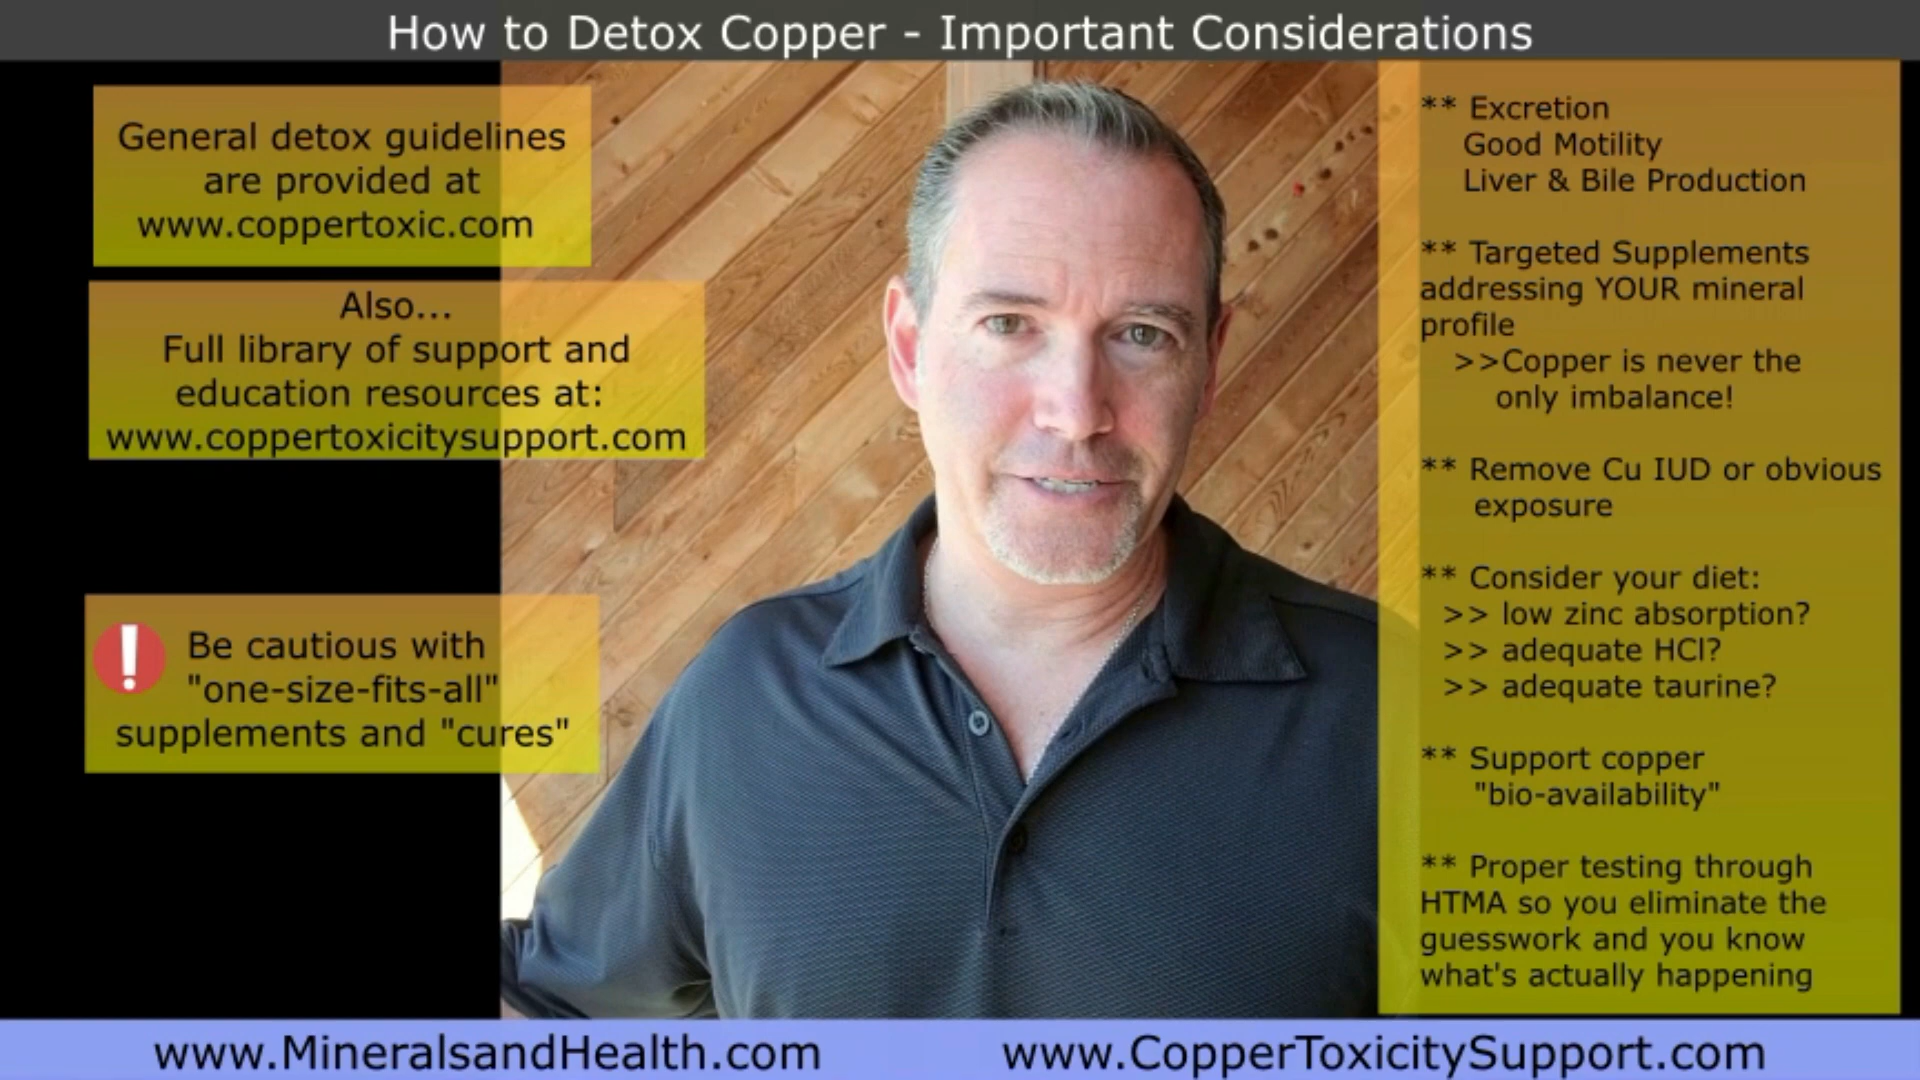 How to Detox Copper - Important Considerations
General detox guidelines
are provided at
www.coppertoxic.com
Also...
Full library of support and
education resources at:
www.coppertoxicitysupport.com
! Be cautious with
"one-size-fits-all"
supplements and "cures"
** Excretion
Good Motility
Liver & Bile Production
** Targeted Supplements
addressing YOUR mineral
profile
>>Copper is never the
only imbalance!
** Remove Cu IUD or obvious
exposure
** Consider your diet:
>> low zinc absorption?
>> adequate HCl?
>> adequate taurine?
** Support copper
"bio-availability"
** Proper testing through
HTMA so you eliminate the
guesswork and you know
what's actually happening
www.MineralsandHealth.com
www.CopperToxicitySupport.com